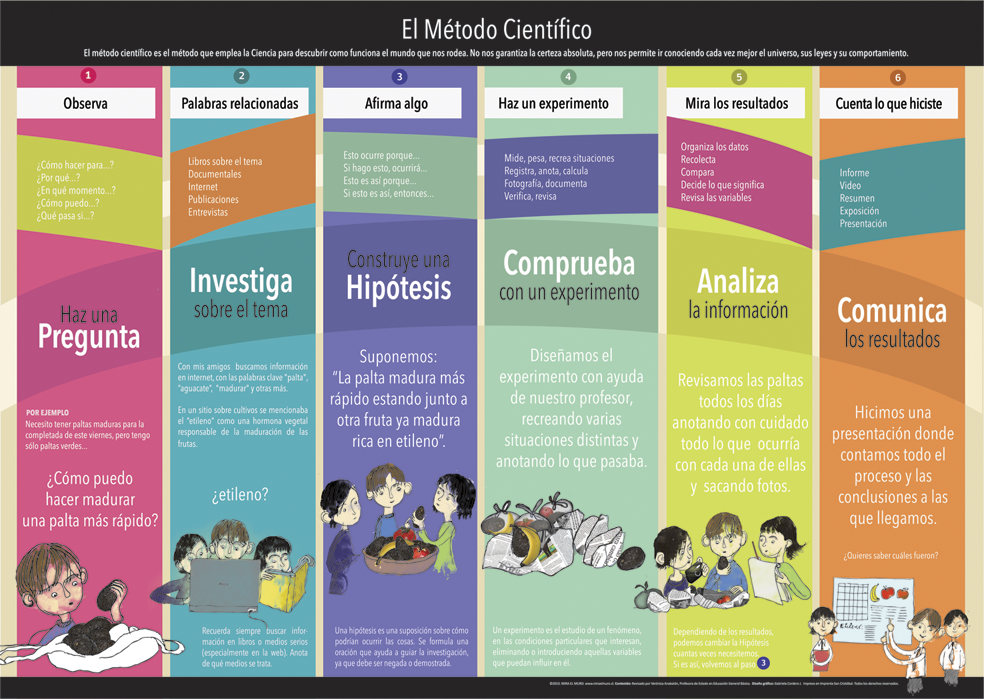 El Método Científico
El método científico es el método que emplea la Ciencia para descubrir como funciona el mundo que nos rodea. No nos garantiza la certeza absoluta, pero nos permite ir conociendo cada vez mejor el universo, sus leyes y su comportamiento.
1
Observa
¿Cómo hacer para...?
¿Por qué...?
¿En qué momento...?
¿Cómo puedo...?
¿Qué pasa si...?
Haz una
Pregunta
POR EJEMPLO
Necesito tener paltas maduras para la
completada de este viernes, pero tengo
sólo paltas verdes...
¿Cómo puedo
hacer madurar
una palta más rápido?
2
Palabras relacionadas
Libros sobre el tema
Documentales
Internet
Publicaciones
Entrevistas
Investiga
sobre el tema
Con mis amigos buscamos información
en internet, con las palabras clave "palta",
"aguacate", "madurar" y otras más.
En un sitio sobre cultivos se mencionaba
el "etileno" como una hormona vegetal
responsable de la maduración de las
frutas.
¿etileno?
Recuerda siempre buscar infor-
mación en libros o medios serios
(especialmente en la web). Anota
de qué medios se trata.
3
Afirma algo
Esto ocurre porque...
Si hago esto, ocurrirá...
Esto es así porque...
Si esto es así, entonces...
Construye una
Hipótesis
Suponemos:
"La palta madura más
rápido estando junto a
otra fruta ya madura
rica en etileno".
Una hipótesis es una suposición sobre cómo
podrían ocurrir las cosas. Se formula una
oración que ayuda a guiar la investigación,
ya que debe ser negada o demostrada.
4
Haz un experimento
Mide, pesa, recrea situaciones
Registra, anota, calcula
Fotografía, documenta
Verifica, revisa
Comprueba
con un experimento
Diseñamos el
experimento con ayuda
de nuestro profesor,
recreando varias
situaciones distintas y
anotando lo que pasaba.
Un experimento es el estudio de un fenómeno,
en las condiciones particulares que interesan,
eliminando o introduciendo aquellas variables
que puedan influir en él.
5
Mira los resultados
Organiza los datos
Recolecta
Compara
Decide lo que significa
Revisa las variables
Analiza
la información
Revisamos las paltas
todos los días
anotando con cuidado
todo lo que ocurría
con cada una de ellas
y sacando fotos.
Dependiendo de los resultados,
podemos cambiar la Hipótesis
cuantas veces necesitemos.
Si es así, volvemos al paso 3
6
Cuenta lo que hiciste
Informe
Video
Resumen
Exposición
Presentación
Comunica
los resultados
Hicimos una
presentación donde
contamos todo el
proceso y las
conclusiones a las
que llegamos.
¿Quieres saber cuáles fueron?